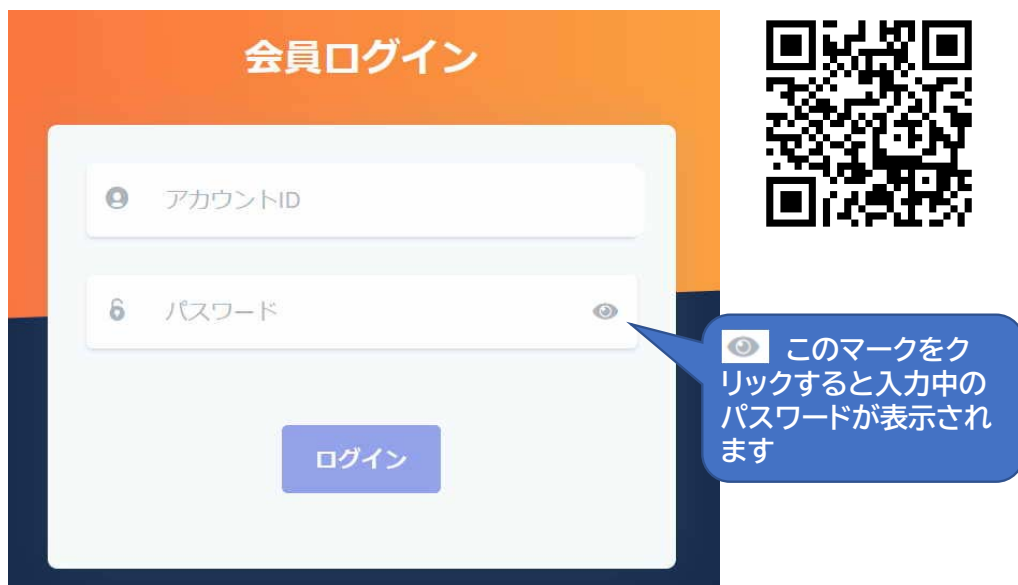 会員ログイン
アカウントID
パスワード
このマークをク
リックすると入力中の
パスワードが表示され
ます
ログイン